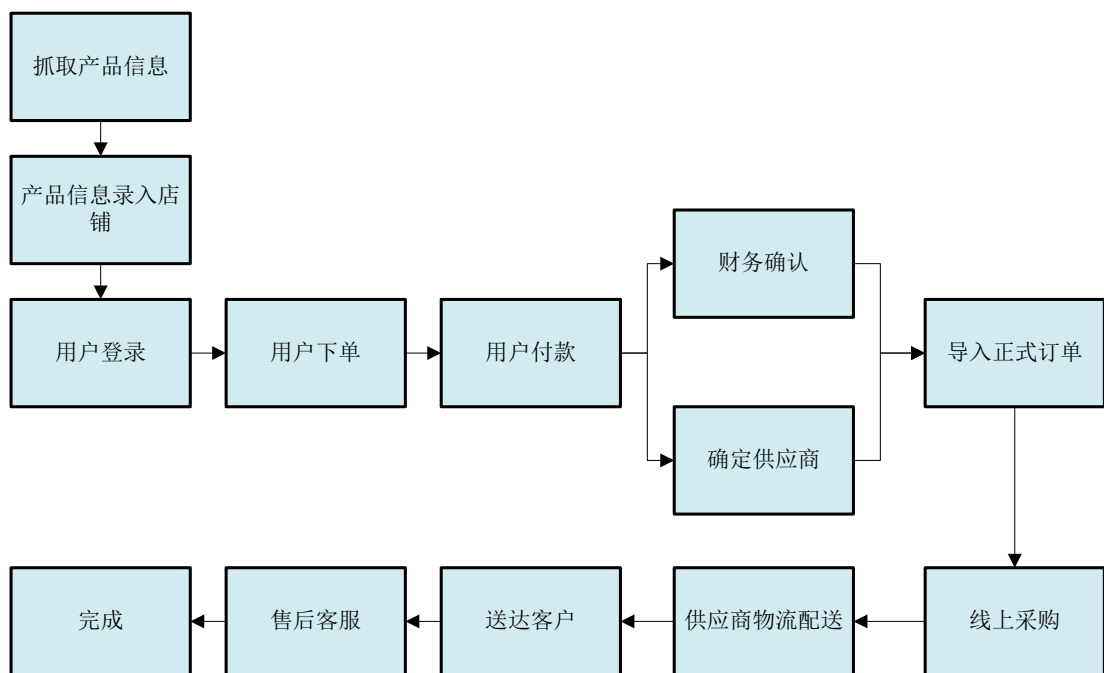 抓取产品信息
产品信息录入店
铺
用户登录
用户下单
用户付款
财务确认
确定供应商
导入正式订单
线上采购
供应商物流配送
送达客户
售后客服
完成